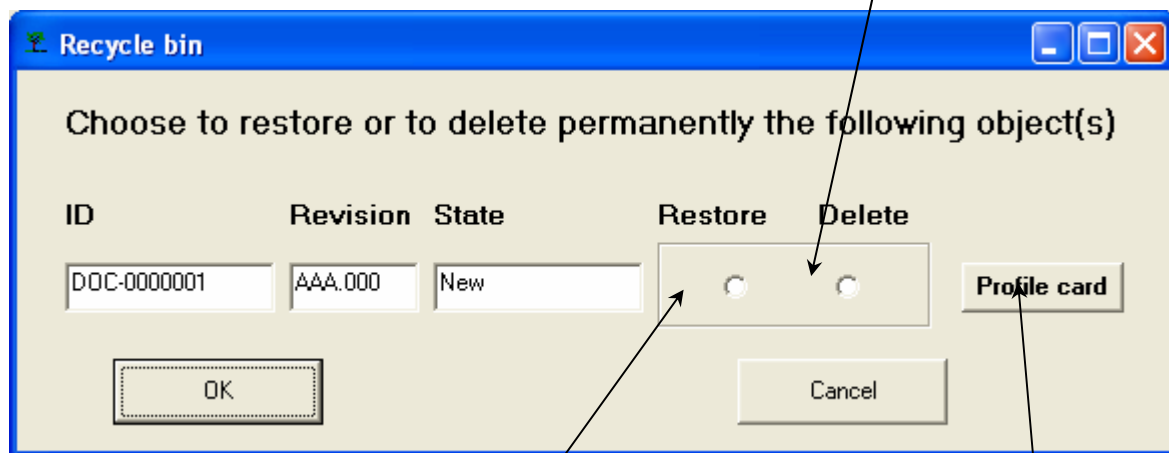 Recycle bin
Choose to restore or to delete permanently the following object(s)
ID Revision State Restore Delete
DOC-0000001 AAA.000 New Profile card
OK Cancel